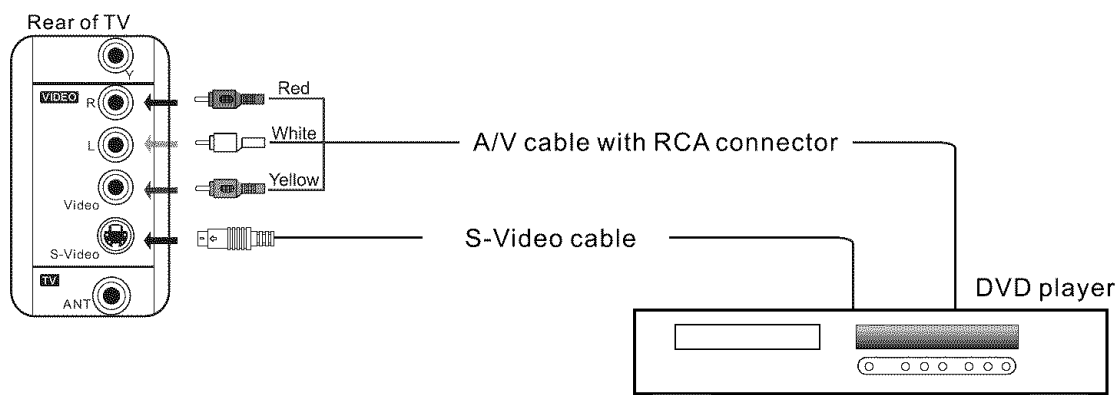 Rear of TV
Y
VIDEO
R
L
Video
S-Video
TV
ANT
Red
White
Yellow
A/V cable with RCA connector
S-Video cable
DVD player